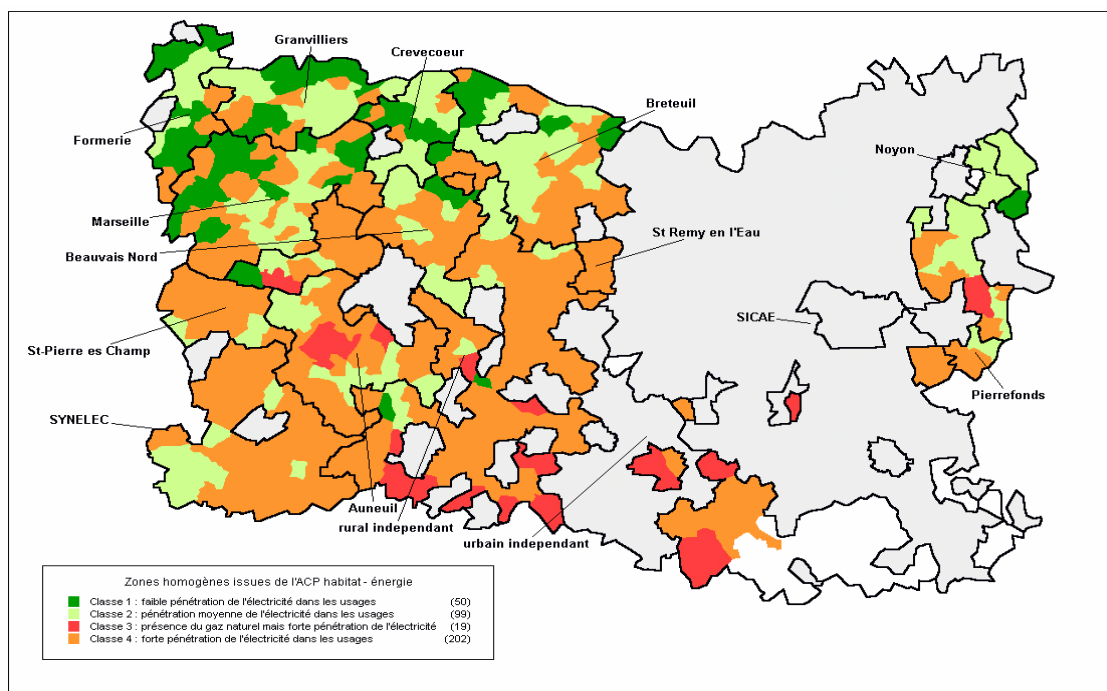 Granvilliers
Crevecoeur
Breteuil
Formerie
Noyon
Marseille
St Remy en l'Eau
Beauvais Nord
SICAE
St-Pierre es Champ
Pierrefonds
SYNELEC
Auneuil
rural independant
urbain independant
Zones homogènes issues de l'ACP habitat - énergie
Classe 1 : faible pénétration de l'électricité dans les usages (50)
Classe 2 : pénétration moyenne de l'électricité dans les usages (99)
Classe 3 : présence du gaz naturel mais forte pénétration de l'électricité (19)
Classe 4 : forte pénétration de l'électricité dans les usages (202)